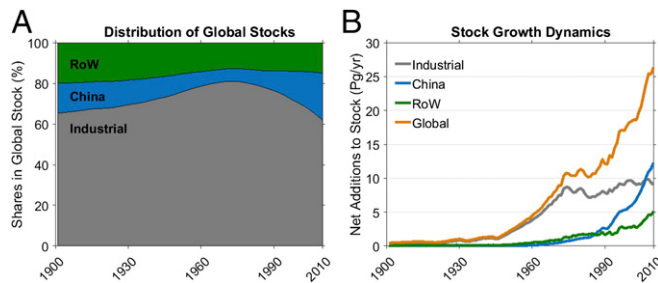 A
Distribution of Global Stocks
Shares in Global Stock (%)
100
80
60
40
20
0
RoW
China
Industrial
1900
1930
1960
1990
2010
B
Stock Growth Dynamics
Net Additions to Stock (Pg/yr)
30
25
20
15
10
5
0
Industrial
China
RoW
Global
1900
1930
1960
1990
2010